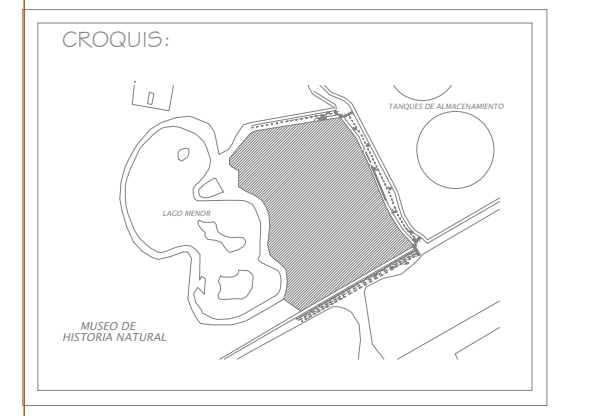 CROQUIS:
TANQUES DE ALMACENAMIENTO
LAGO MENOR
MUSEO DE
HISTORIA NATURAL